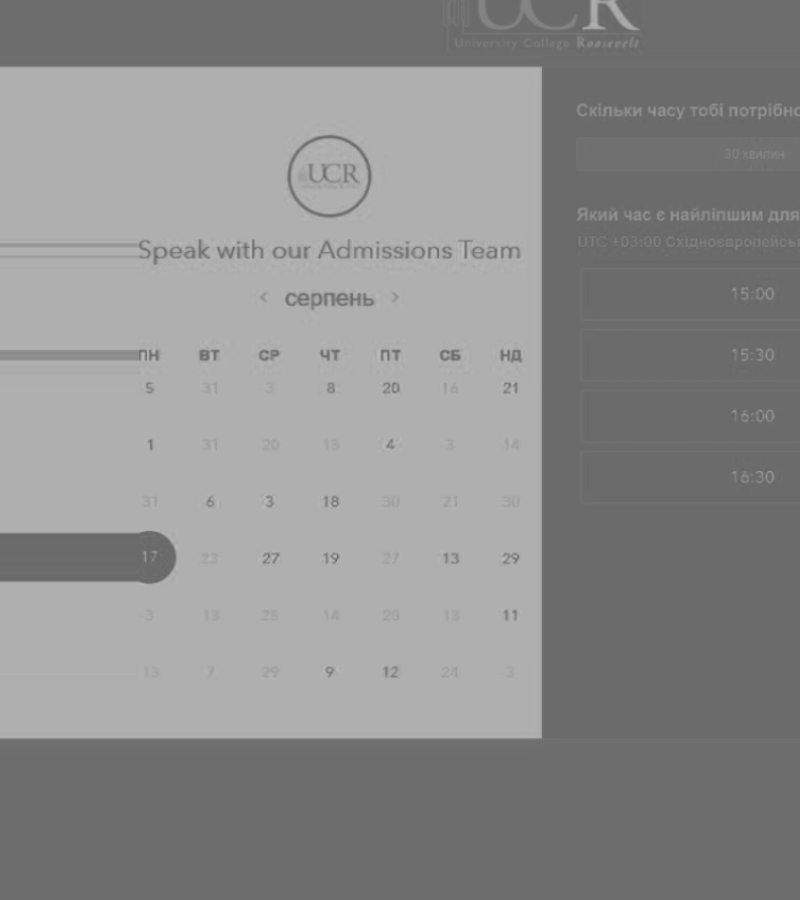 UCR
University College Roosevelt
UCR
Speak with our Admissions Team
‹ серпень ›
ПН ВТ СР ЧТ ПТ СБ НД
5 31 3 8 20 16 21
1 31 20 13 4 3 14
31 6 3 18 30 21 30
17 23 27 19 27 13 29
3 13 25 14 28 13 11
13 7 29 9 12 24 3
Скільки часу тобі потрібно
30 хвилин
Який час є найліпшим для
UTC +03:00
15:00
15:30
16:00
16:30